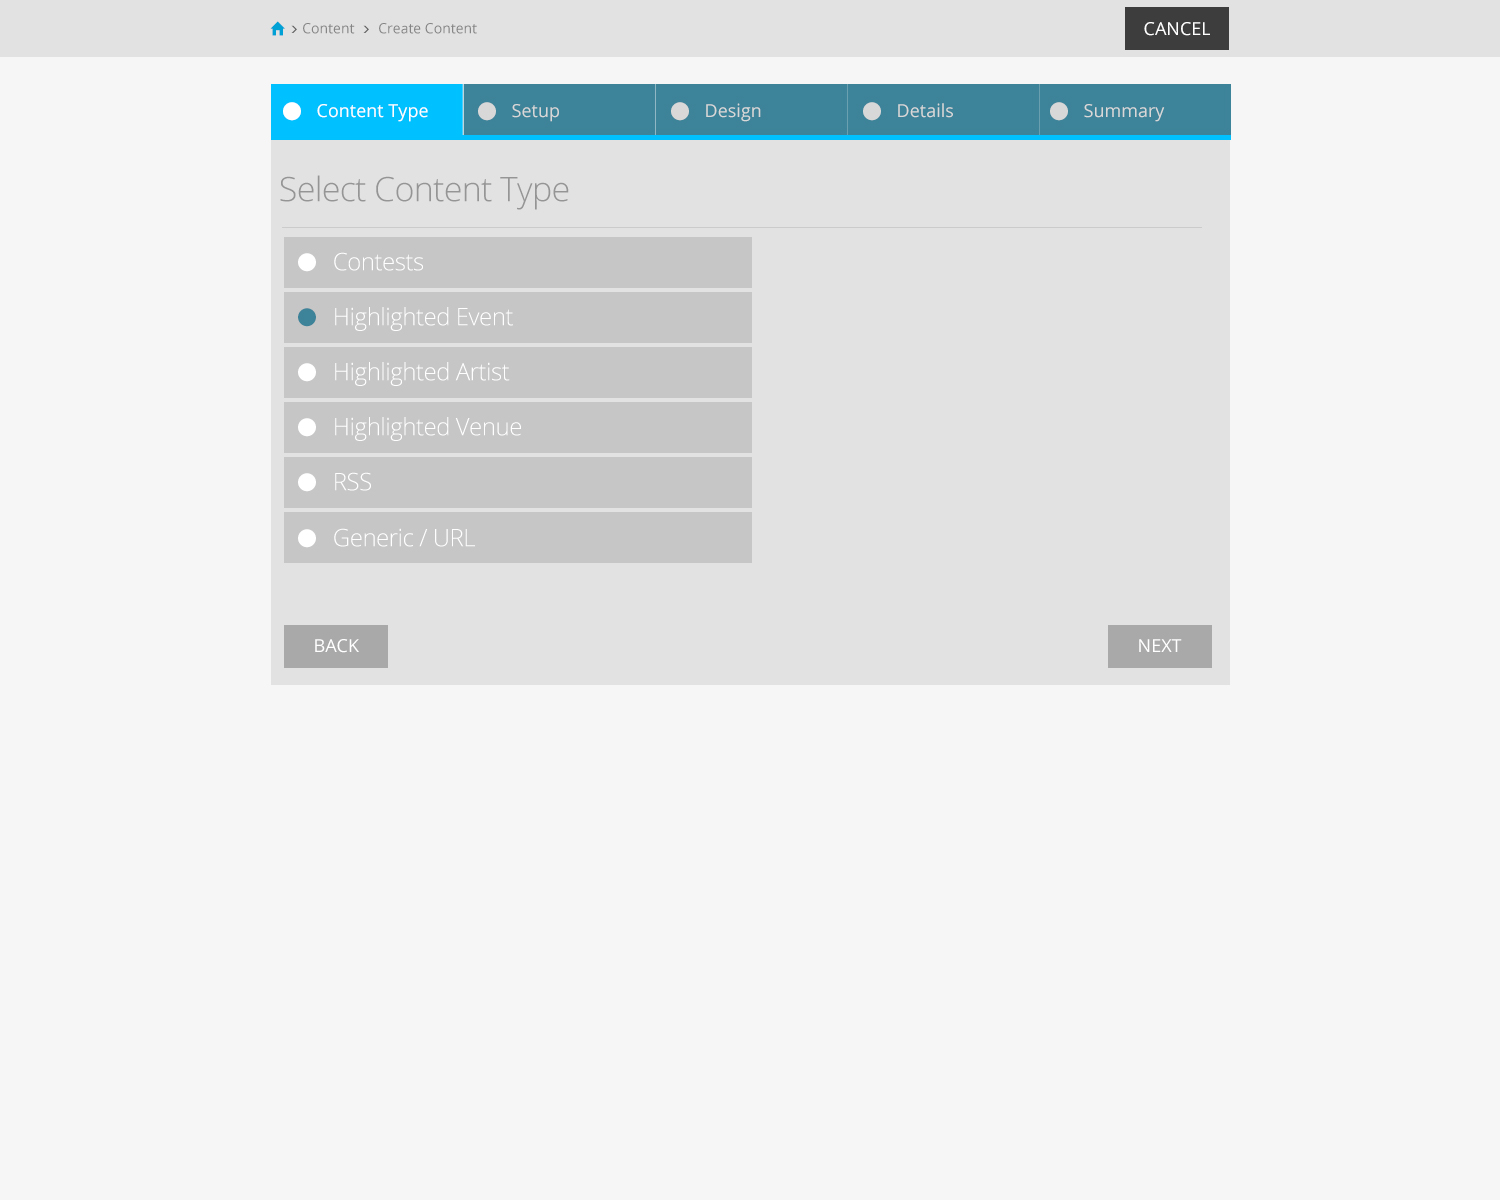 Content > Create Content
CANCEL
Content Type Setup Design Details Summary
Select Content Type
Contests
Highlighted Event
Highlighted Artist
Highlighted Venue
RSS
Generic / URL
BACK NEXT